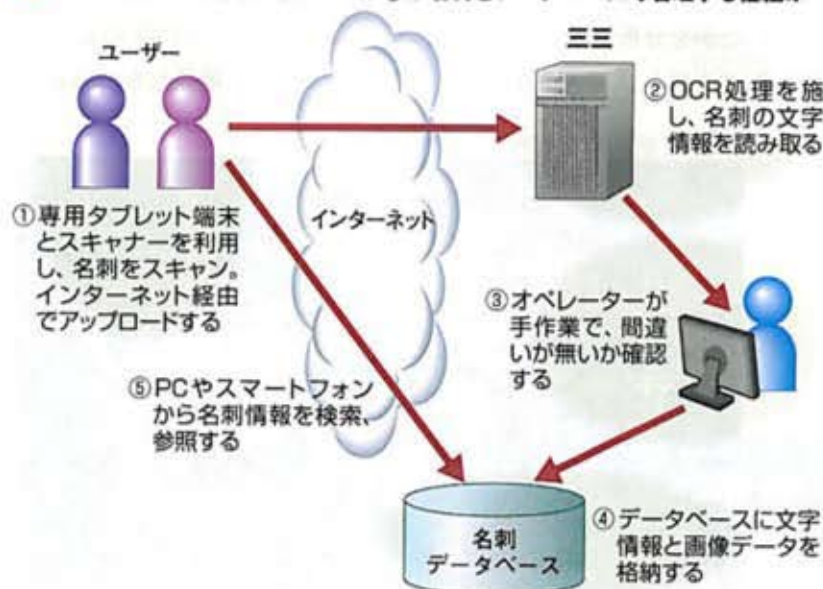 ユーザー
三三
②OCR処理を施
し、名刺の文字
情報を読み取る
インターネット
①専用タブレット端末
とスキャナーを利用
し、名刺をスキャン。
インターネット経由
でアップロードする
③オペレーターが
手作業で、間違
いが無いか確認
する
⑤PCやスマートフォン
から名刺情報を検索、
参照する
名刺
データベース
④データベースに文字
情報と画像データを
格納する